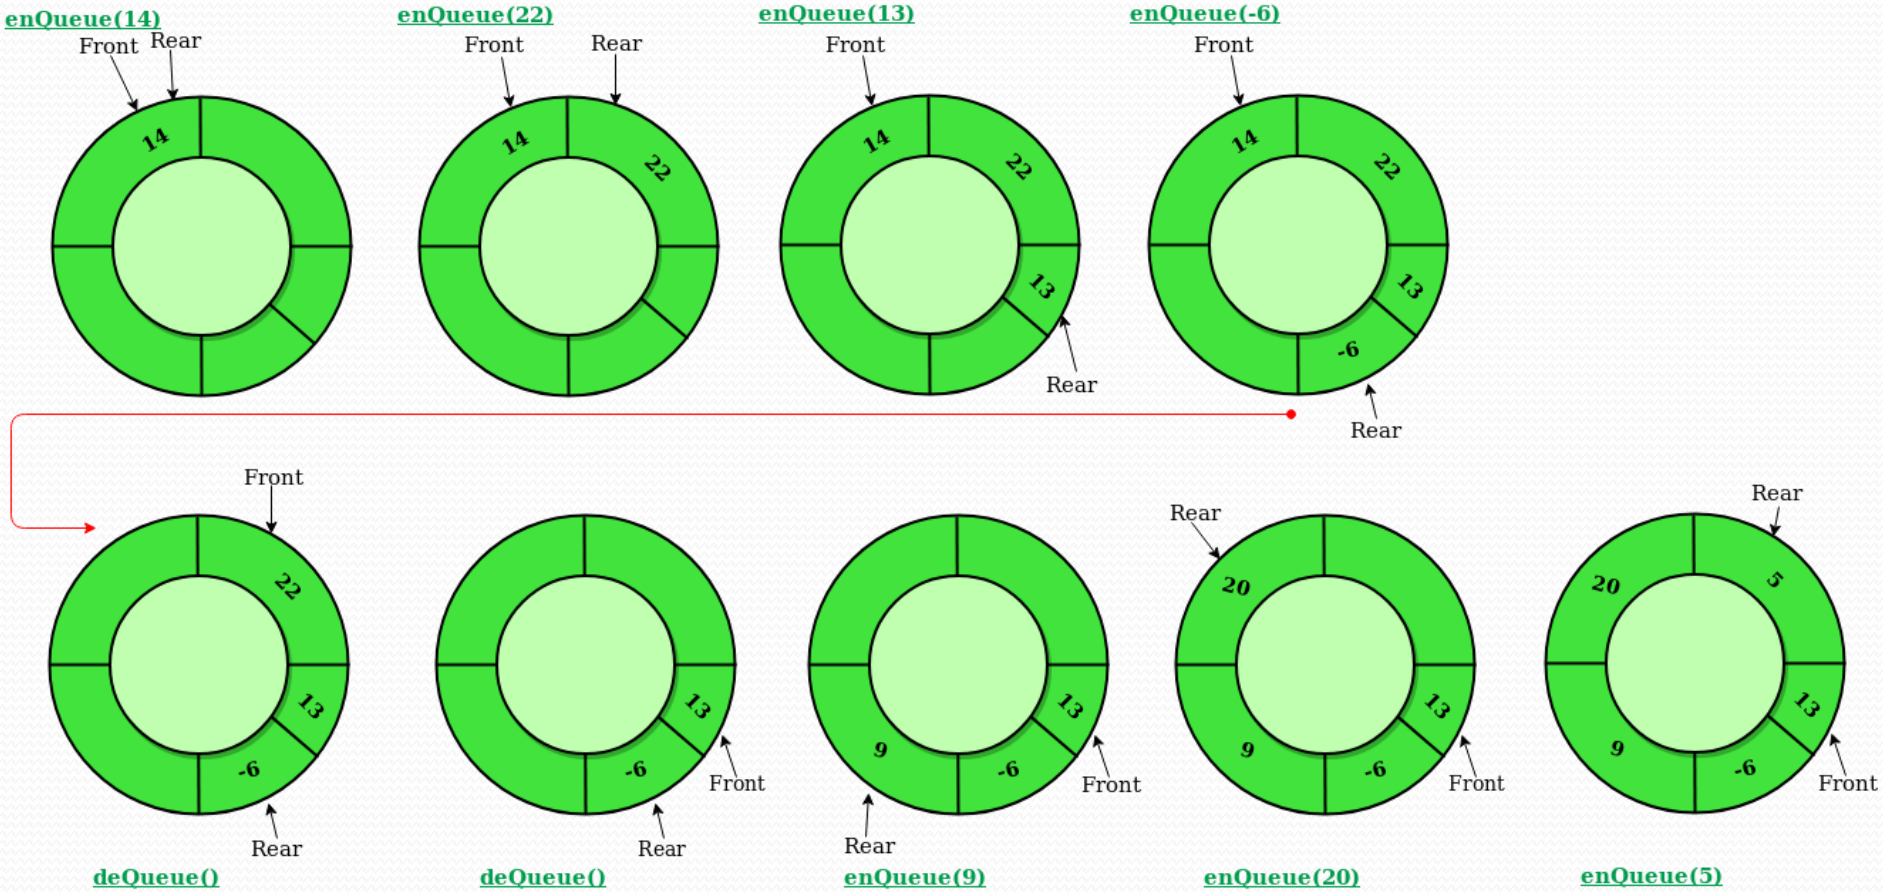 enQueue(14)
Front Rear
14
enQueue(22)
Front Rear
14
22
enQueue(13)
Front
14
22
13
Rear
enQueue(-6)
Front
14
22
13
-6
Rear
Front
22
13
-6
Rear
deQueue()
13
-6
Front
Rear
deQueue()
13
9
-6
Front
Rear
enQueue(9)
Rear
20
13
9
-6
Front
enQueue(20)
Rear
20
5
13
9
-6
Front
enQueue(5)